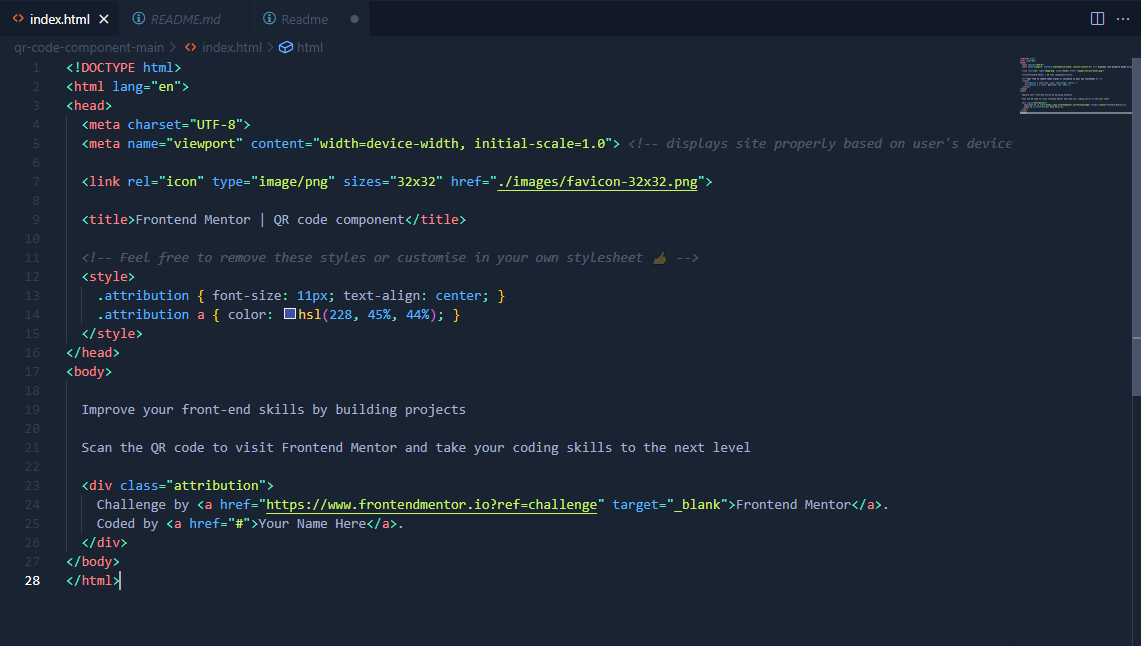 index.html
README.md
Readme
qr-code-component-main > index.html > html
1 <!DOCTYPE html>
2 <html lang="en">
3 <head>
4 <meta charset="UTF-8">
5 <meta name="viewport" content="width=device-width, initial-scale=1.0"> <!-- displays site properly based on user's device
6
7 <link rel="icon" type="image/png" sizes="32x32" href="./images/favicon-32x32.png">
8
9 <title>Frontend Mentor | QR code component</title>
10
11 <!-- Feel free to remove these styles or customise in your own stylesheet 👍 -->
12 <style>
13 .attribution { font-size: 11px; text-align: center; }
14 .attribution a { color: hsl(228, 45%, 44%); }
15 </style>
16 </head>
17 <body>
18
19 Improve your front-end skills by building projects
20
21 Scan the QR code to visit Frontend Mentor and take your coding skills to the next level
22
23 <div class="attribution">
24 Challenge by <a href="https://www.frontendmentor.io?ref=challenge" target="_blank">Frontend Mentor</a>.
25 Coded by <a href="#">Your Name Here</a>.
26 </div>
27 </body>
28 </html>